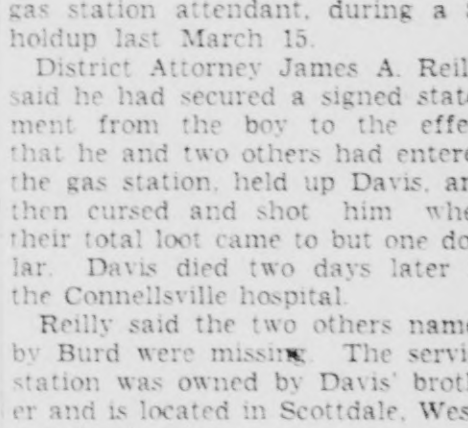 gas station attendant, during a
holdup last March 15.
District Attorney James A. Reil
said he had secured a signed stat
ment from the boy to the effe
that he and two others had entere
the gas station, held up Davis, an
then cursed and shot him whe
their total loot came to but one do
lar. Davis died two days later
the Connellsville hospital.
Reilly said the two others name
by Burd were missing. The servi
station was owned by Davis' broth
er and is located in Scottdale, Wes